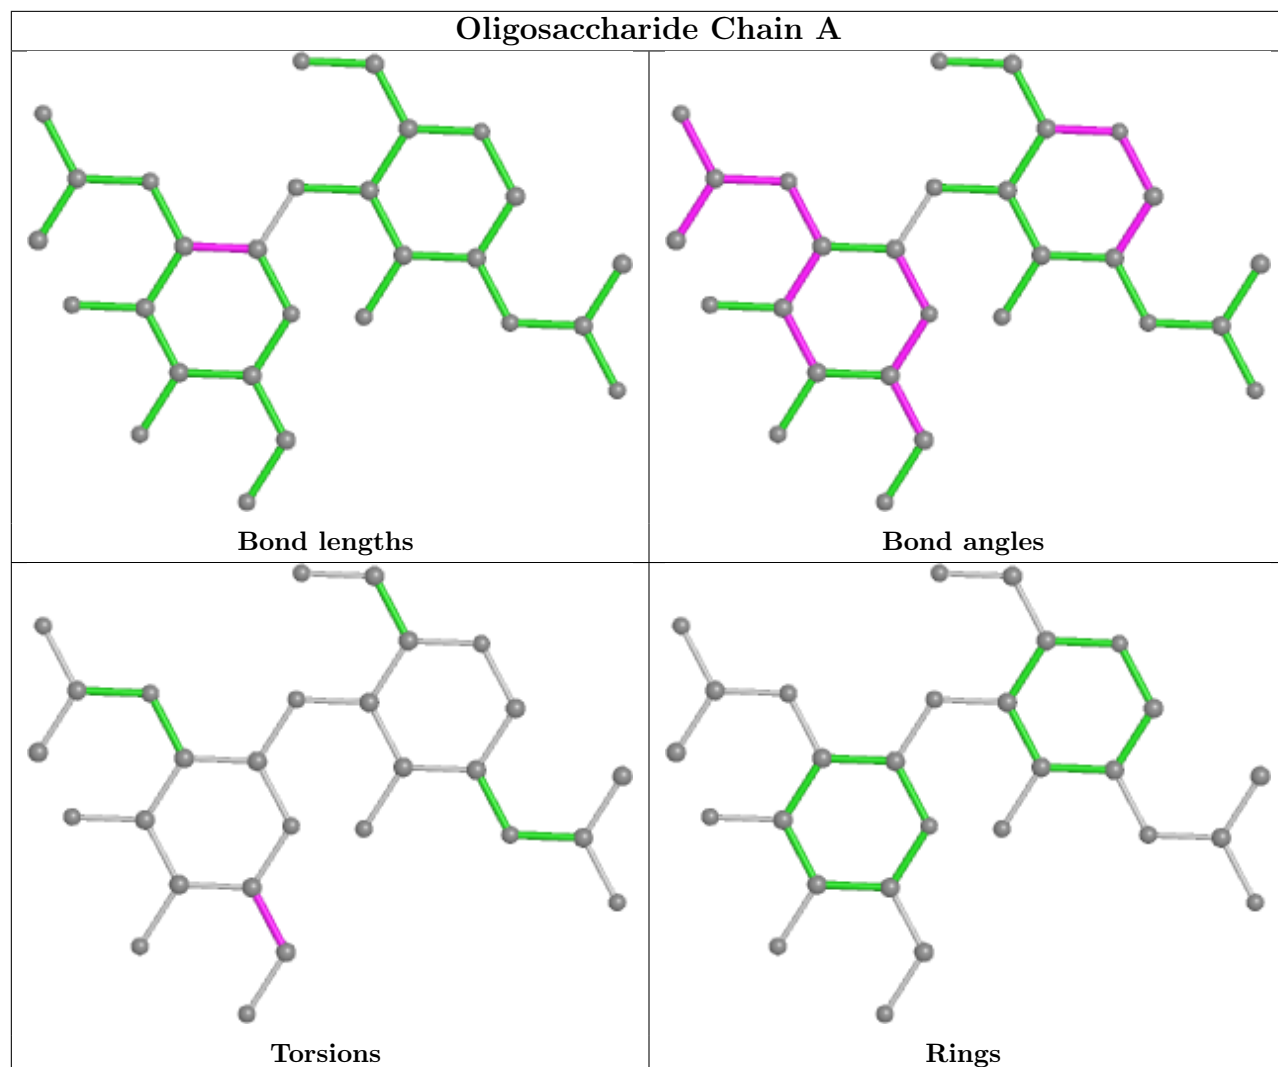 Oligosaccharide Chain A
Bond lengths
Bond angles
Torsions
Rings